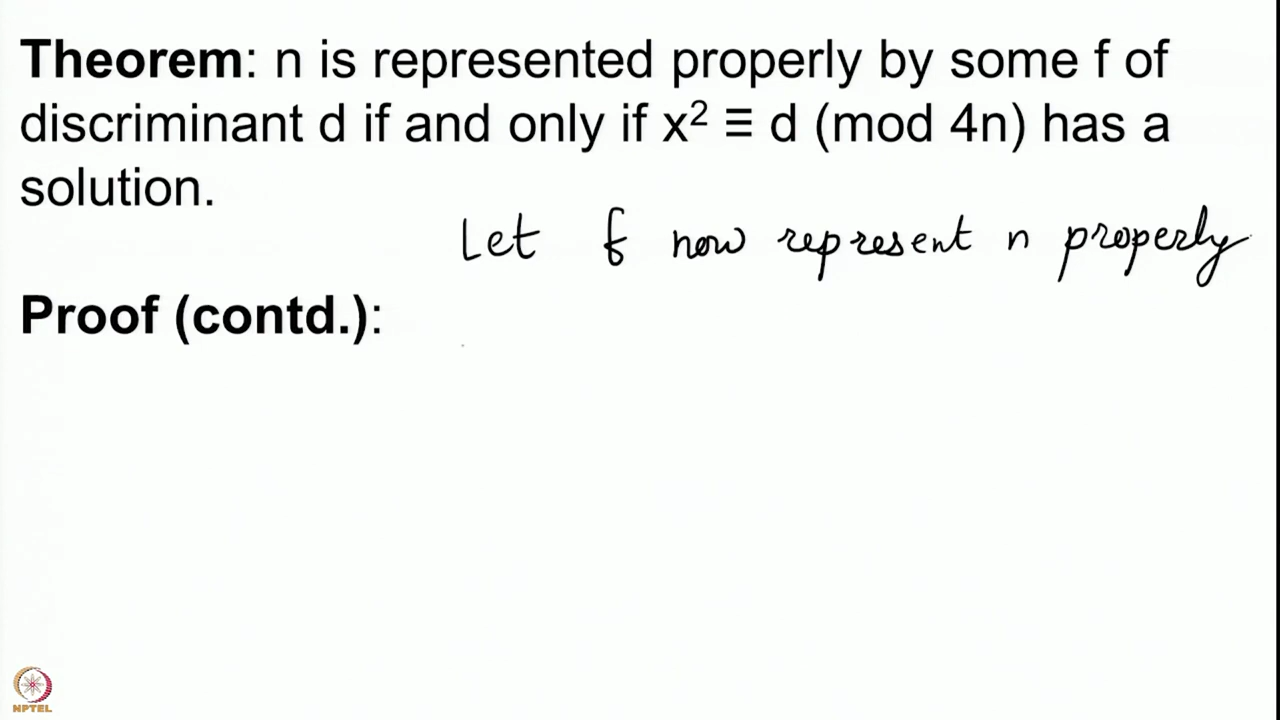 Theorem: n is represented properly by some f of
discriminant d if and only if x² ≡ d (mod 4n) has a
solution.
Let f now represent n properly
Proof (contd.):
NPTEL